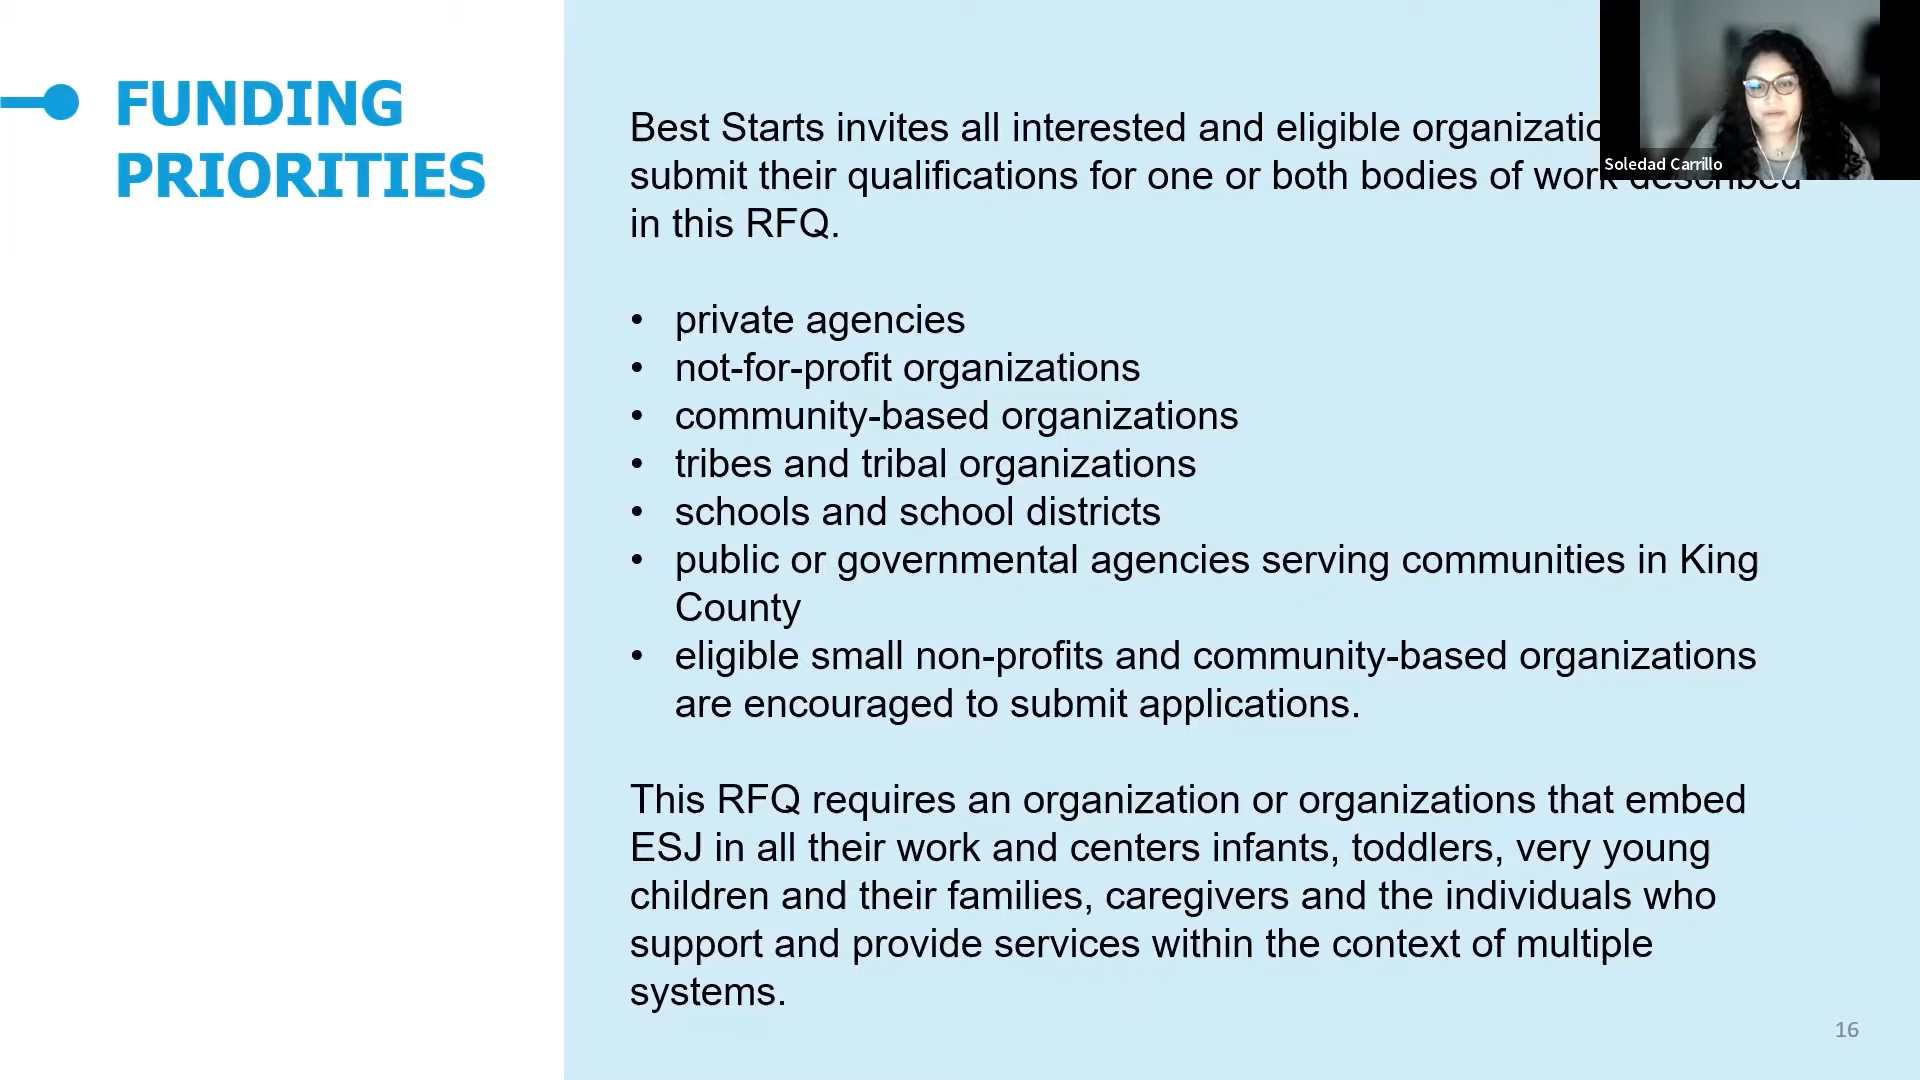 FUNDING
PRIORITIES
Best Starts invites all interested and eligible
submit their qualifications for one or both bodies of work described
in this RFQ.
• private agencies
• not-for-profit organizations
• community-based organizations
• tribes and tribal organizations
• schools and school districts
• public or governmental agencies serving communities in King
County
• eligible small non-profits and community-based organizations
are encouraged to submit applications.
This RFQ requires an organization or organizations that embed
ESJ in all their work and centers infants, toddlers, very young
children and their families, caregivers and the individuals who
support and provide services within the context of multiple
systems.
Soledad Carrillo
16